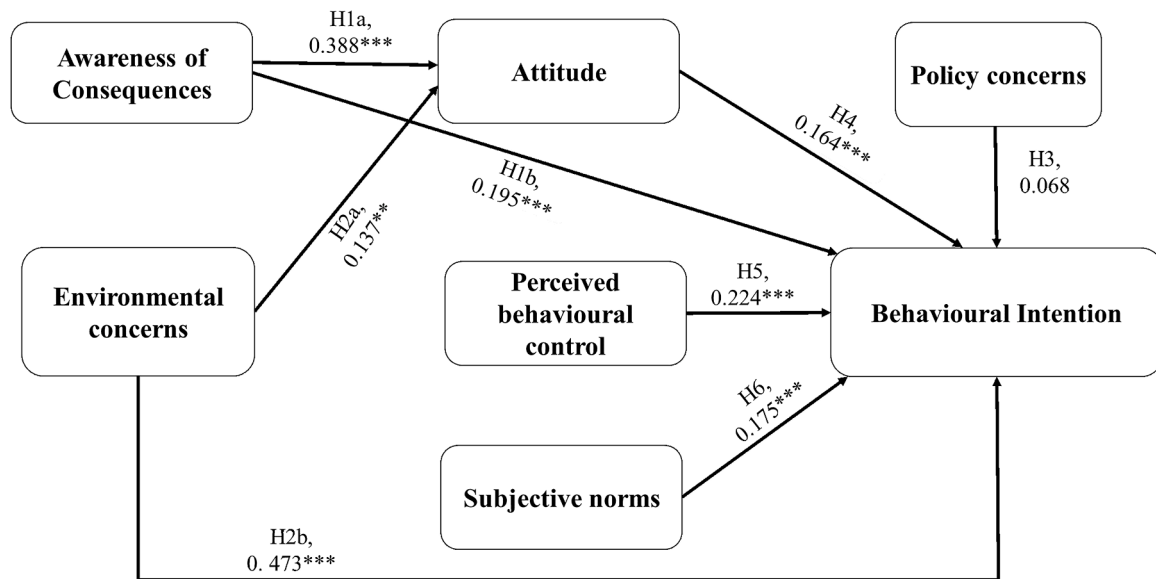 Awareness of
Consequences
H1a,
0.388***
Attitude
Policy concerns
H4,
0.164***
H3,
0.068
H1b,
0.195***
H2a,
0.137**
Environmental
concerns
Perceived
behavioural
control
H5,
0.224***
Behavioural Intention
H6,
0.175***
Subjective norms
H2b,
0. 473***